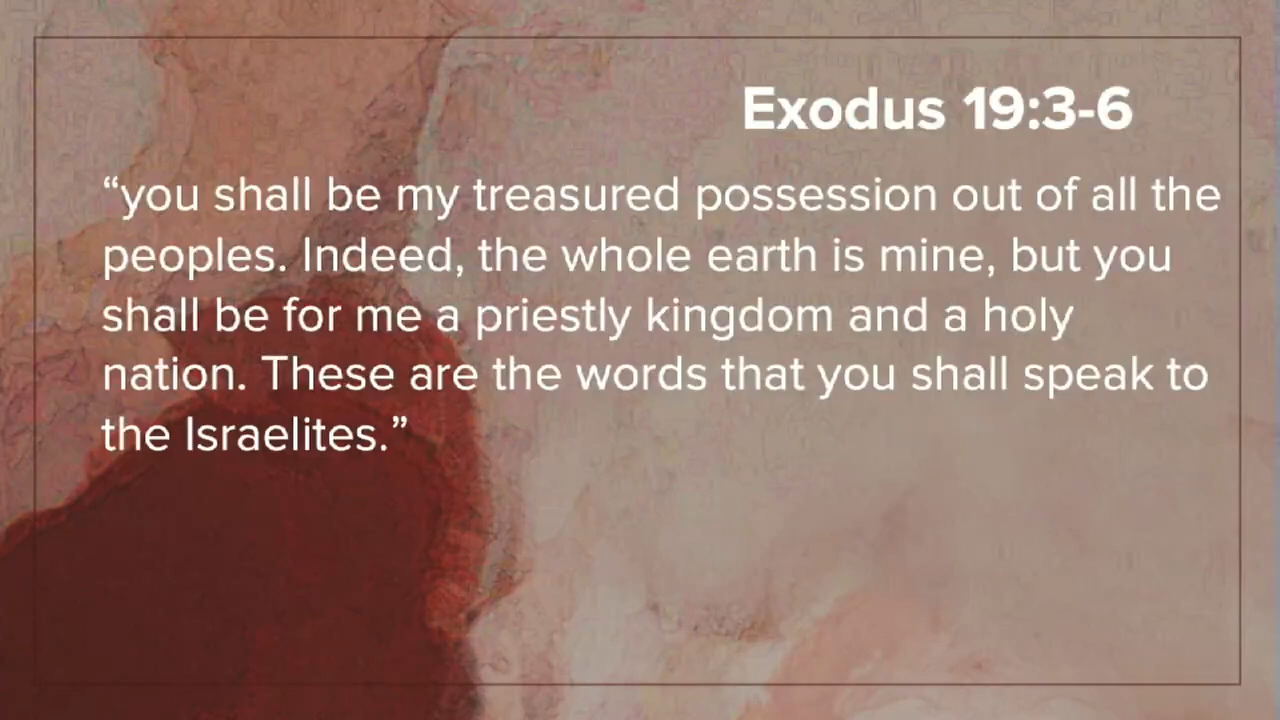 Exodus 19:3-6
“you shall be my treasured possession out of all the
peoples. Indeed, the whole earth is mine, but you
shall be for me a priestly kingdom and a holy
nation. These are the words that you shall speak to
the Israelites.”